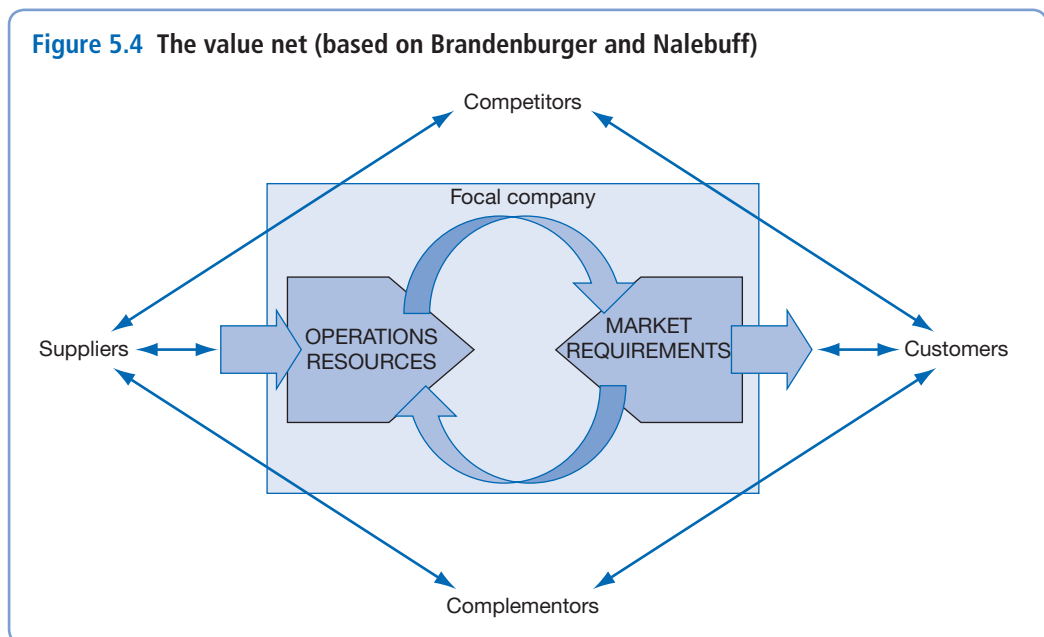 Figure 5.4 The value net (based on Brandenburger and Nalebuff)
Competitors
Focal company
OPERATIONS
RESOURCES
MARKET
REQUIREMENTS
Suppliers
Customers
Complementors